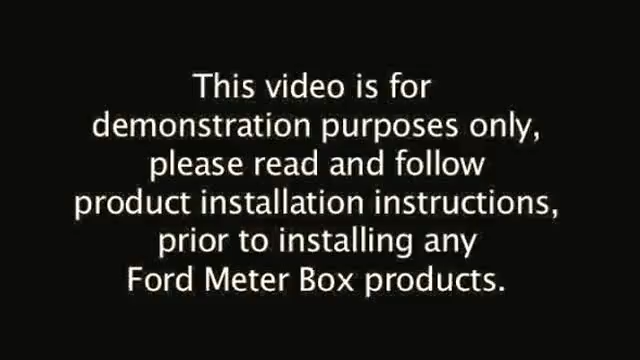 This video is for
demonstration purposes only,
please read and follow
product installation instructions,
prior to installing any
Ford Meter Box products.